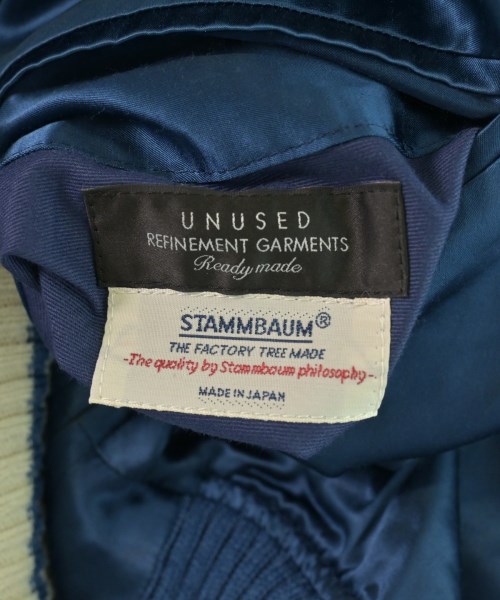 UNUSED
REFINEMENT GARMENTS
Ready made
STAMMBAUM®
THE FACTORY TREE MADE
-The quality by Stammbaum philosophy-
MADE IN JAPAN